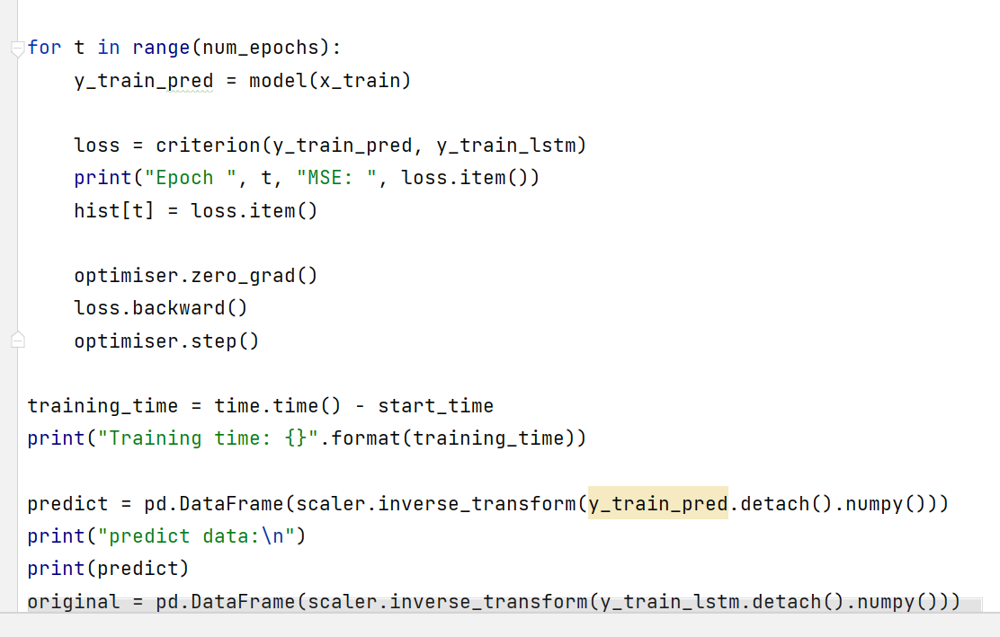 for t in range(num_epochs):
    y_train_pred = model(x_train)

    loss = criterion(y_train_pred, y_train_lstm)
    print("Epoch ", t, "MSE: ", loss.item())
    hist[t] = loss.item()

    optimiser.zero_grad()
    loss.backward()
    optimiser.step()

training_time = time.time() - start_time
print("Training time: {}".format(training_time))

predict = pd.DataFrame(scaler.inverse_transform(y_train_pred.detach().numpy()))
print("predict data:\n")
print(predict)
original = pd.DataFrame(scaler.inverse_transform(y_train_lstm.detach().numpy()))